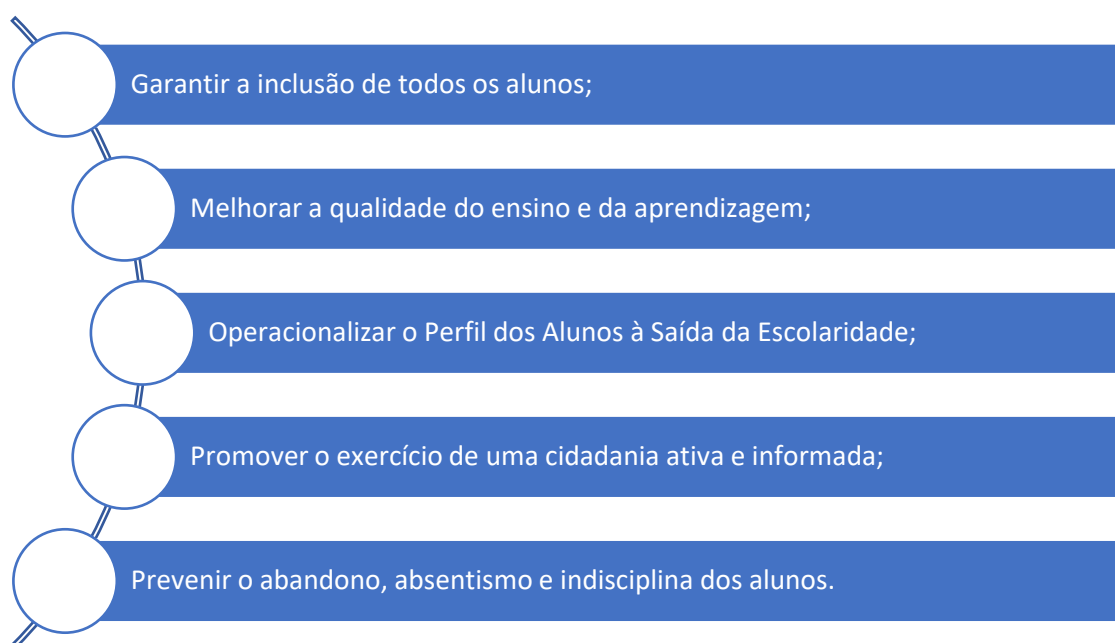 Garantir a inclusão de todos os alunos;
Melhorar a qualidade do ensino e da aprendizagem;
Operacionalizar o Perfil dos Alunos à Saída da Escolaridade;
Promover o exercício de uma cidadania ativa e informada;
Prevenir o abandono, absentismo e indisciplina dos alunos.